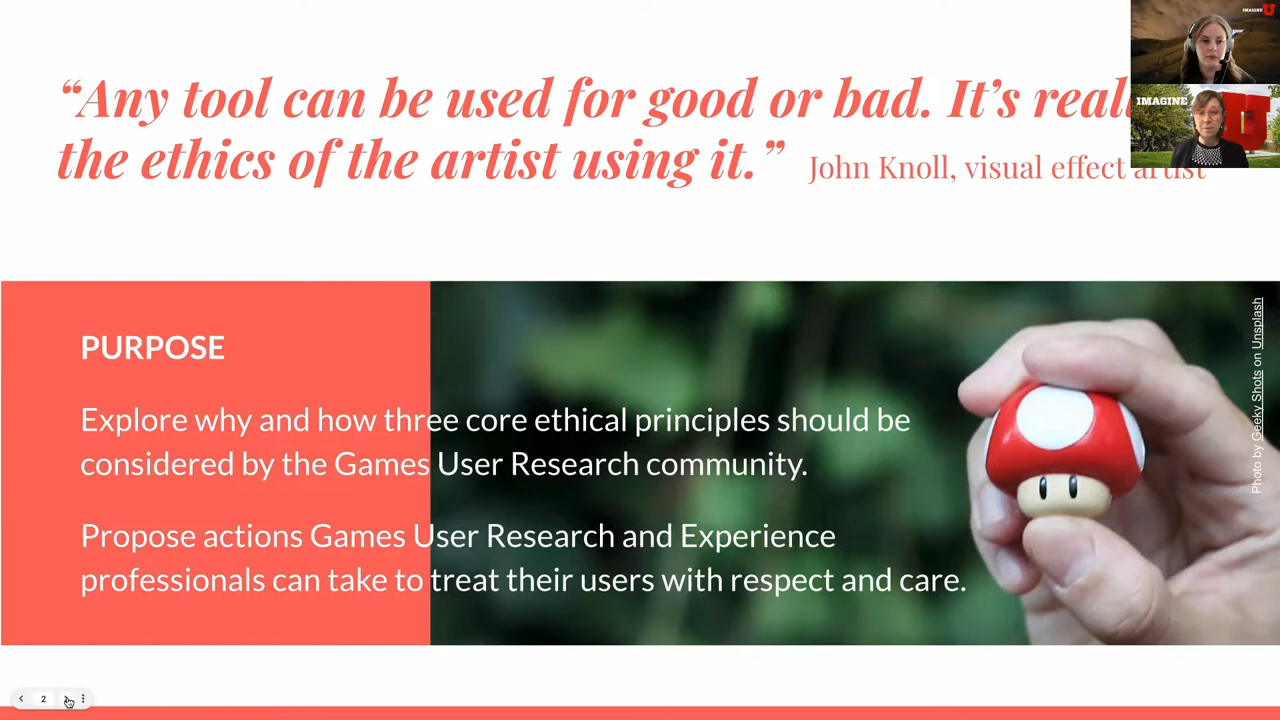 “Any tool can be used for good or bad. It’s real
the ethics of the artist using it.” John Knoll, visual effect artist
IMAGINE U
IMAGINE U
PURPOSE
Explore why and how three core ethical principles should be
considered by the Games User Research community.
Propose actions Games User Research and Experience
professionals can take to treat their users with respect and care.
Photo by Geeky Shots on Unsplash
2